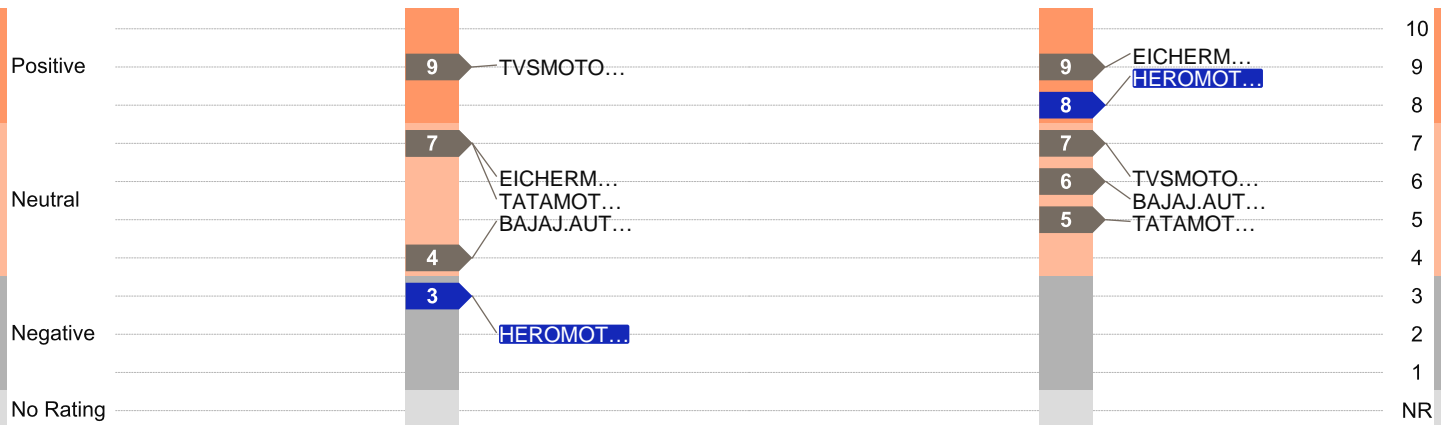 10
Positive
9
TVSMOTO...
9
EICHERM...
HEROMOT...
9
8
8
7
7
7
EICHERM...
TATAMOT...
BAJAJ.AUT...
Neutral
6
TVSMOTO...
BAJAJ.AUT...
TATAMOT...
6
5
5
4
4
3
3
Negative
HEROMOT...
2
1
No Rating
NR